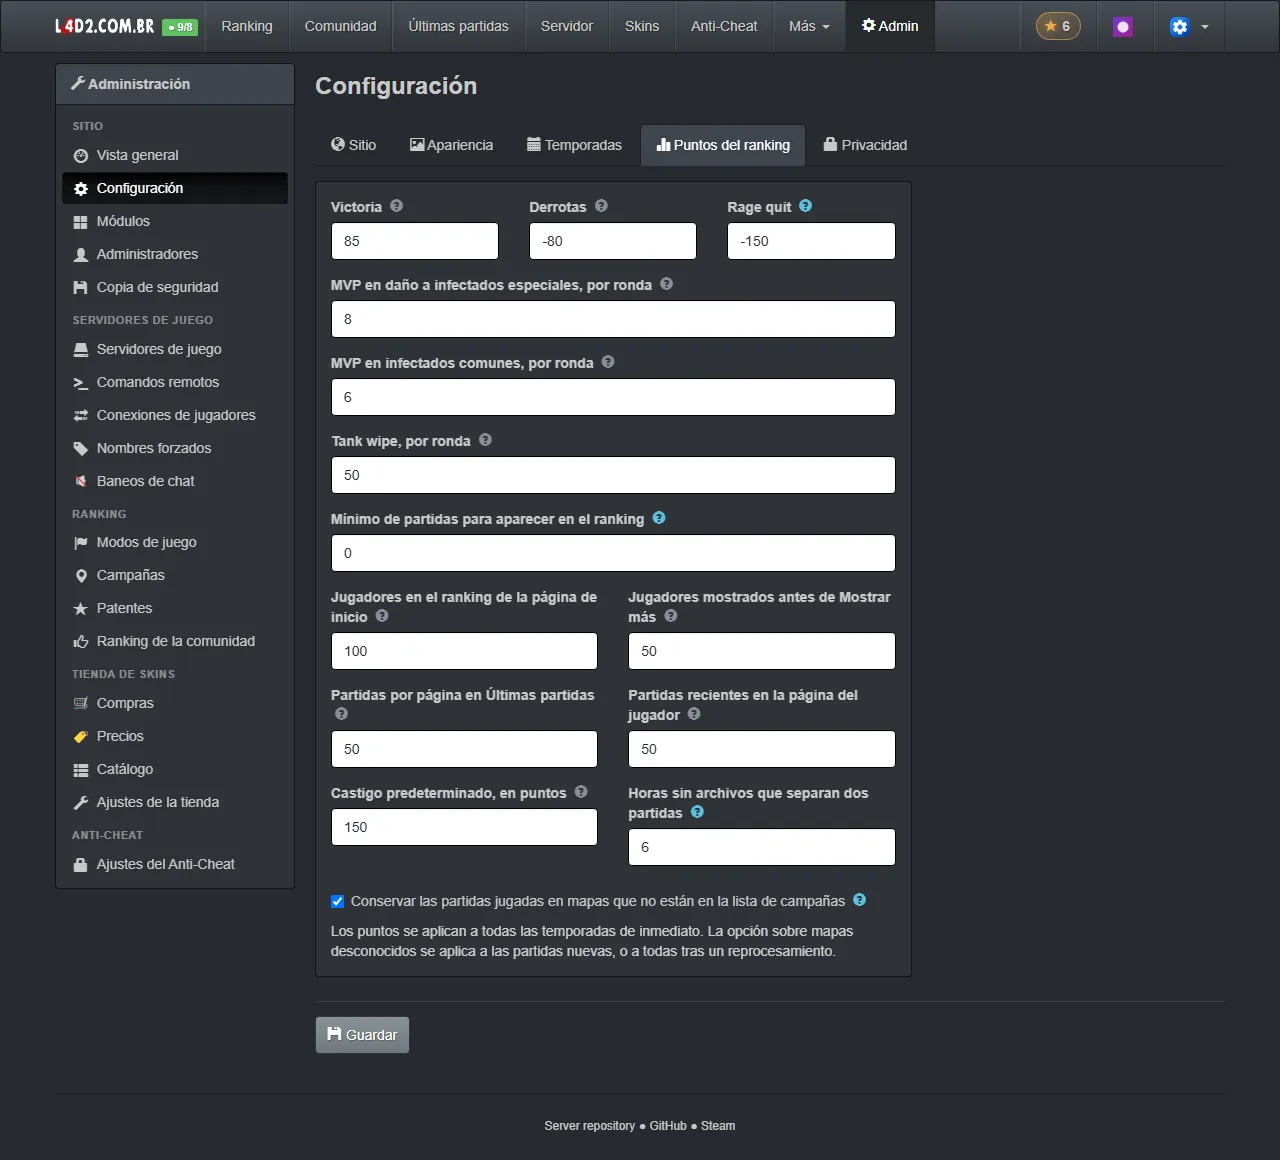 L4D2.COM.BR
9/8
Ranking
Comunidad
Últimas partidas
Servidor
Skins
Anti-Cheat
Más
Admin
6
Administración
SITIO
Vista general
Configuración
Módulos
Administradores
Copia de seguridad
SERVIDORES DE JUEGO
Servidores de juego
Comandos remotos
Conexiones de jugadores
Nombres forzados
Baneos de chat
RANKING
Modos de juego
Campañas
Patentes
Ranking de la comunidad
TIENDA DE SKINS
Compras
Precios
Catálogo
Ajustes de la tienda
ANTI-CHEAT
Ajustes del Anti-Cheat
Configuración
Sitio
Apariencia
Temporadas
Puntos del ranking
Privacidad
Victoria
85
Derrotas
-80
Rage quit
-150
MVP en daño a infectados especiales, por ronda
8
MVP en infectados comunes, por ronda
6
Tank wipe, por ronda
50
Mínimo de partidas para aparecer en el ranking
0
Jugadores en el ranking de la página de
inicio
100
Jugadores mostrados antes de Mostrar
más
50
Partidas por página en Últimas partidas
50
Partidas recientes en la página del
jugador
50
Castigo predeterminado, en puntos
150
Horas sin archivos que separan dos
partidas
6
Conservar las partidas jugadas en mapas que no están en la lista de campañas
Los puntos se aplican a todas las temporadas de inmediato. La opción sobre mapas
desconocidos se aplica a las partidas nuevas, o a todas tras un reprocesamiento.
Guardar
Server repository ● GitHub ● Steam